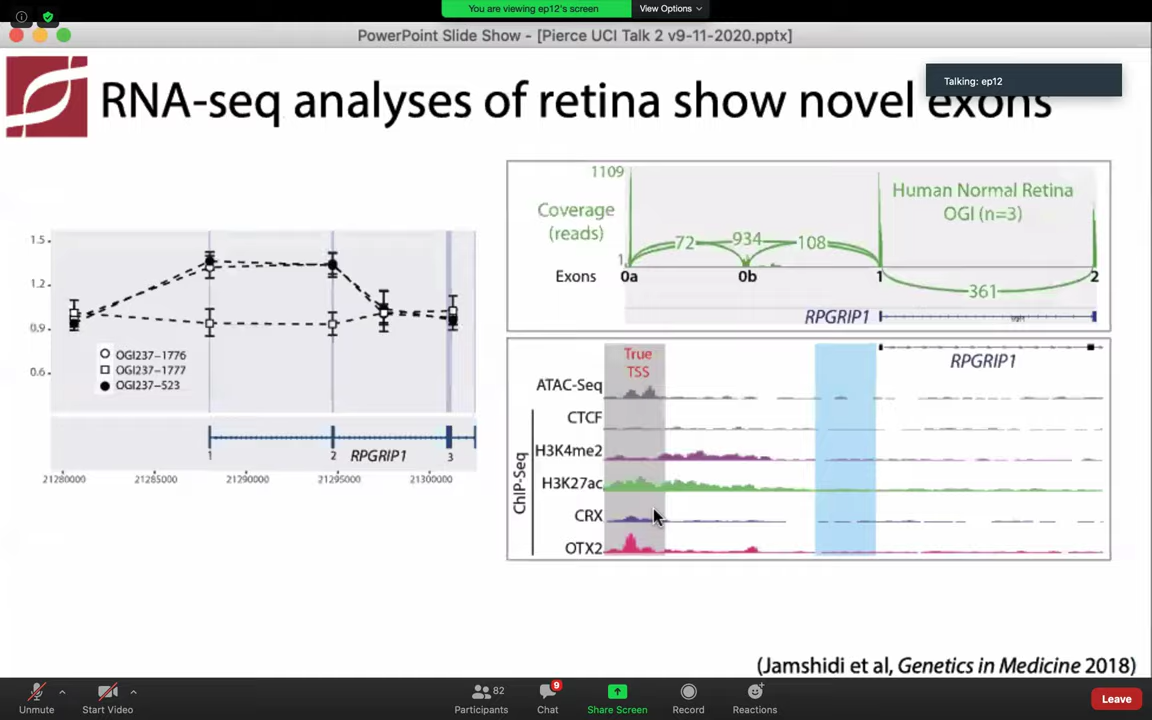 You are viewing ep12's screen
View Options
PowerPoint Slide Show - [Pierce UCI Talk 2 v9-11-2020.pptx]
Talking: ep12
RNA-seq analyses of retina show novel exons
1.5
1.2
0.9
0.6
OGI237-1776
OGI237-1777
OGI237-523
1
2
RPGRIP1
3
21280000
21285000
21290000
21295000
21300000
1109
Coverage
(reads)
1
Human Normal Retina
OGI (n=3)
72
934
108
Exons
0a
0b
1
2
361
RPGRIP1
True
TSS
RPGRIP1
ATAC-Seq
ChIP-Seq
CTCF
H3K4me2
H3K27ac
CRX
OTX2
(Jamshidi et al, Genetics in Medicine 2018)
Unmute
Start Video
82
Participants
9
Chat
Share Screen
Record
Reactions
Leave